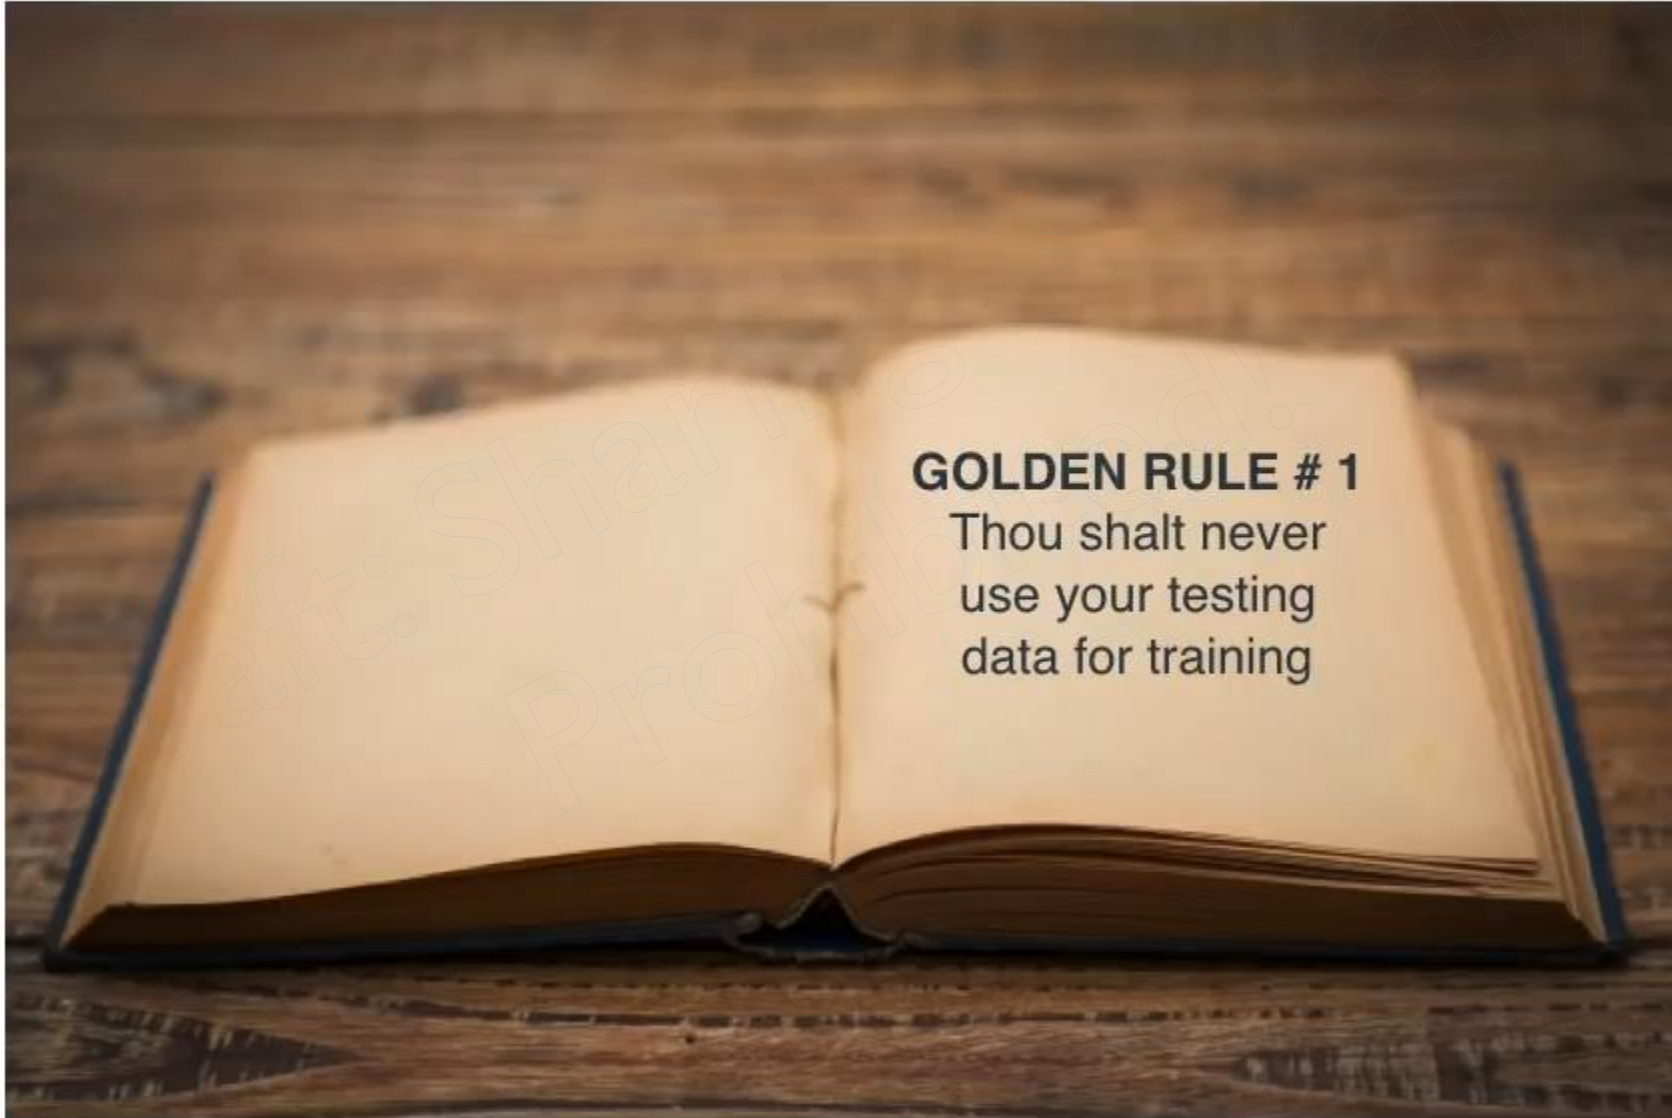 GOLDEN RULE # 1
Thou shalt never
use your testing
data for training